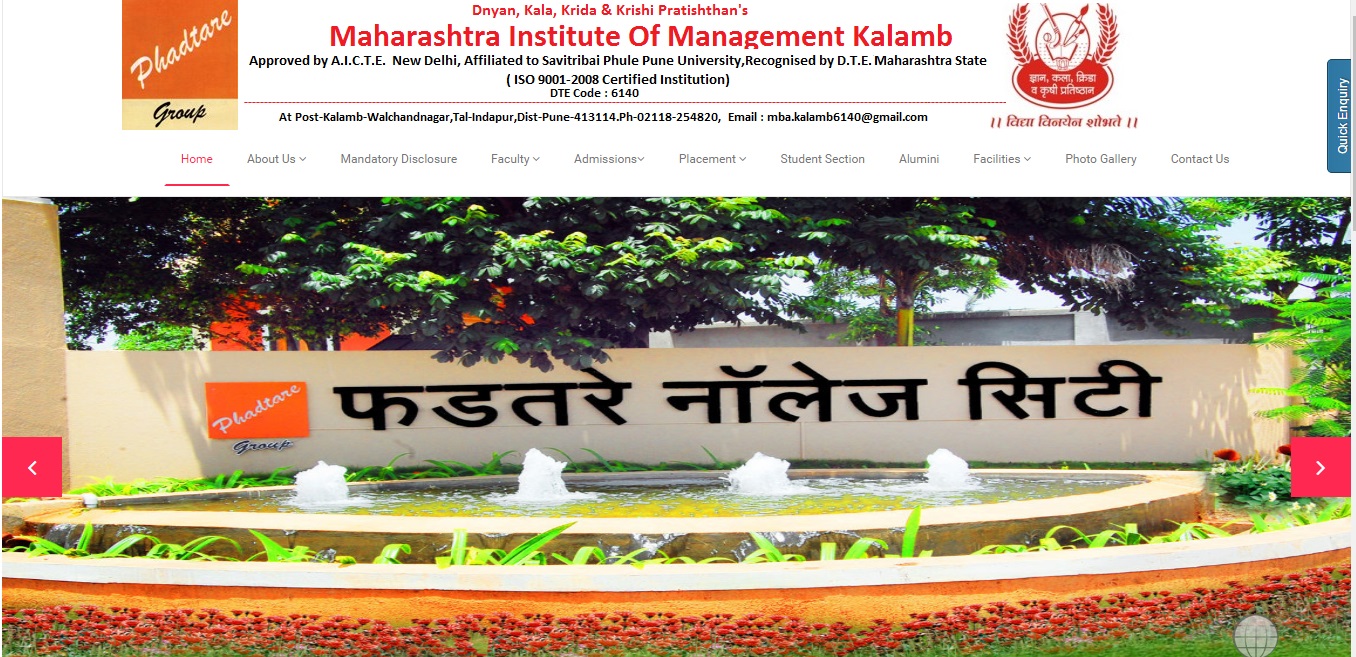 Phadtare
Group
Dnyan, Kala, Krida & Krishi Pratishthan's
Maharashtra Institute Of Management Kalamb
Approved by A.I.C.T.E. New Delhi, Affiliated to Savitribai Phule Pune University,Recognised by D.T.E. Maharashtra State
( ISO 9001-2008 Certified Institution)
DTE Code : 6140
At Post-Kalamb-Walchandnagar,Tal-Indapur,Dist-Pune-413114.Ph-02118-254820, Email : mba.kalamb6140@gmail.com
ज्ञान, कला, क्रिडा
व कृषी प्रतिष्ठान
।। विद्या विनयेन शोभते ।।
Quick Enquiry
Home About Us Mandatory Disclosure Faculty Admissions Placement Student Section Alumni Facilities Photo Gallery Contact Us
Phadtare
Group
फडतरे नॉलेज सिटी